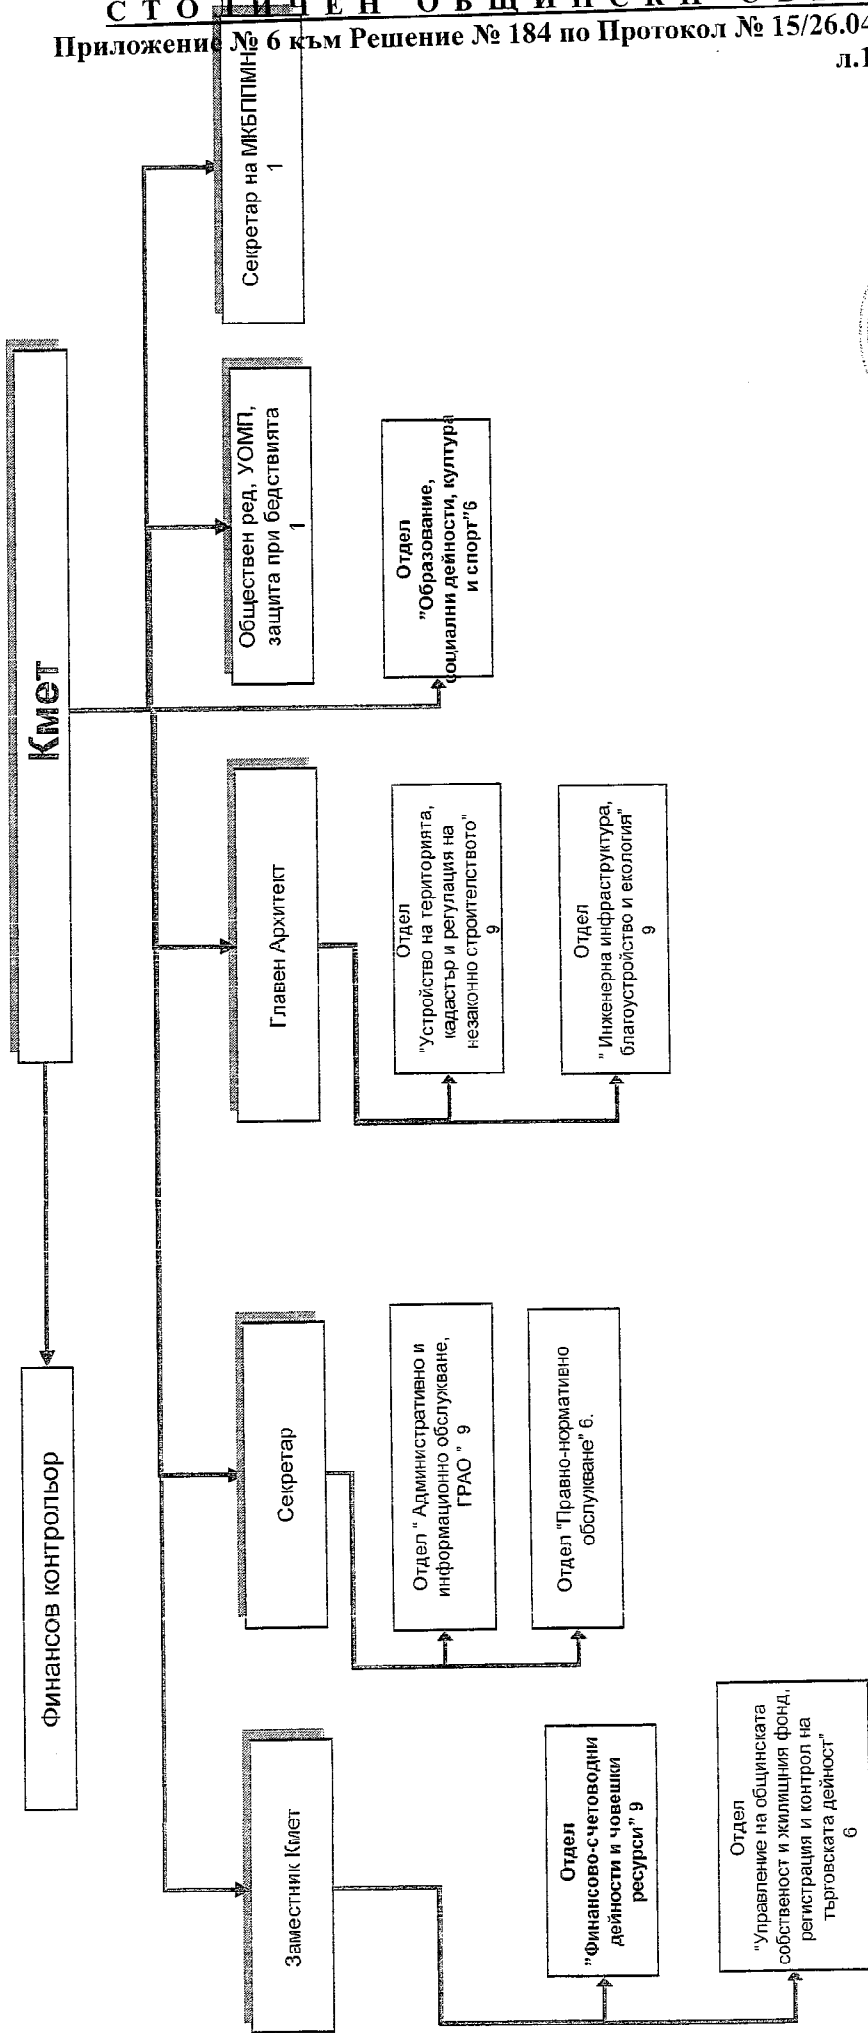 СТОЛИЧЕН ОБЩИНСКИ
Приложение № 6 към Решение № 184 по Протокол № 15/26.04
л.1
Кмет
Финансов контрольор
Заместник Кмет
Секретар
Главен Архитект
Обществен ред, УОМП,
защита при бедствията
1
Секретар на МКБППМН
1
Отдел
"Финансово-счетоводни
дейности и човешки
ресурси" 9
Отдел
"Управление на общинската
собственост и жилищния фонд,
регистрация и контрол на
търговската дейност"
6
Отдел " Административно и
информационно обслужване,
ГРАО " 9
Отдел "Правно-нормативно
обслужване" 6.
Отдел
"Устройство на територията,
кадастър и регулация на
незаконно строителството"
9
Отдел
" Инженерна инфраструктура,
благоустройство и екология"
9
Отдел
"Образование,
социални дейности, култура
и спорт"6